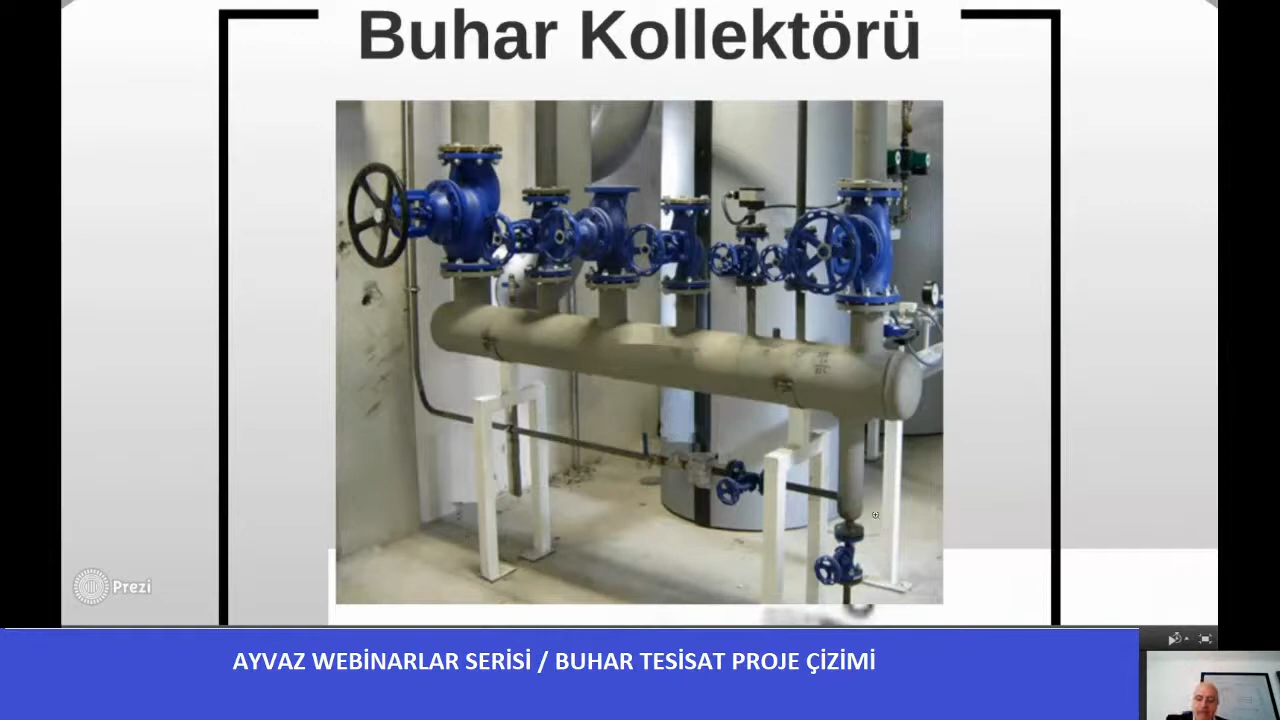 Buhar Kollektörü
Prezi
AYVAZ WEBİNARLAR SERİSİ / BUHAR TESİSAT PROJE ÇİZİMİ